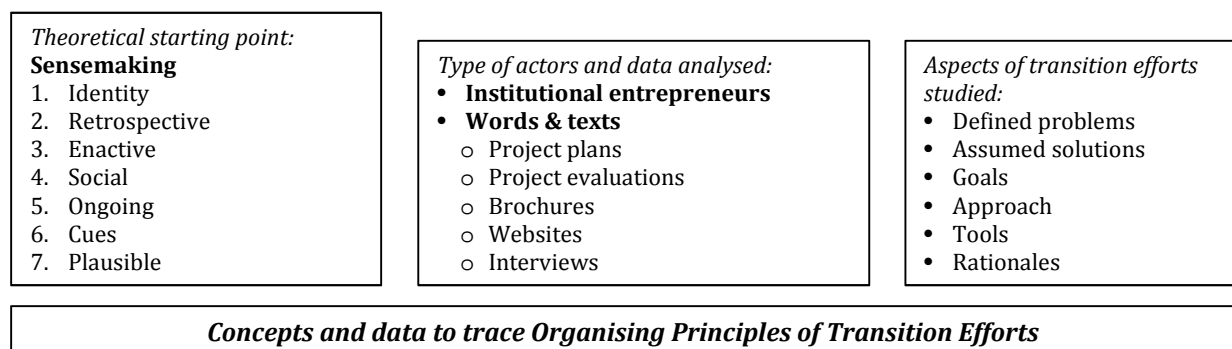 Theoretical starting point:
Sensemaking
1. Identity
2. Retrospective
3. Enactive
4. Social
5. Ongoing
6. Cues
7. Plausible
Type of actors and data analysed:
• Institutional entrepreneurs
• Words & texts
o Project plans
o Project evaluations
o Brochures
o Websites
o Interviews
Aspects of transition efforts
studied:
• Defined problems
• Assumed solutions
• Goals
• Approach
• Tools
• Rationales
Concepts and data to trace Organising Principles of Transition Efforts